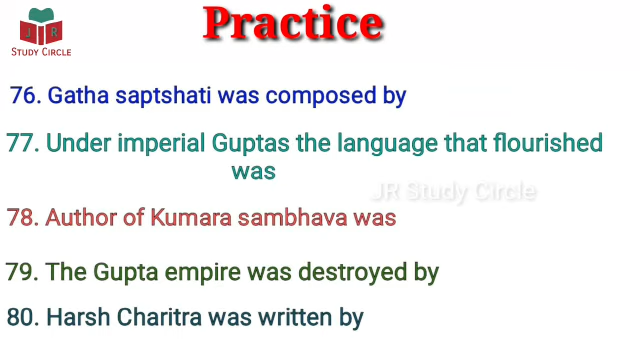 Practice
J R
STUDY CIRCLE
76. Gatha saptshati was composed by
77. Under imperial Guptas the language that flourished
was
JR Study Circle
78. Author of Kumara sambhava was
79. The Gupta empire was destroyed by
80. Harsh Charitra was written by